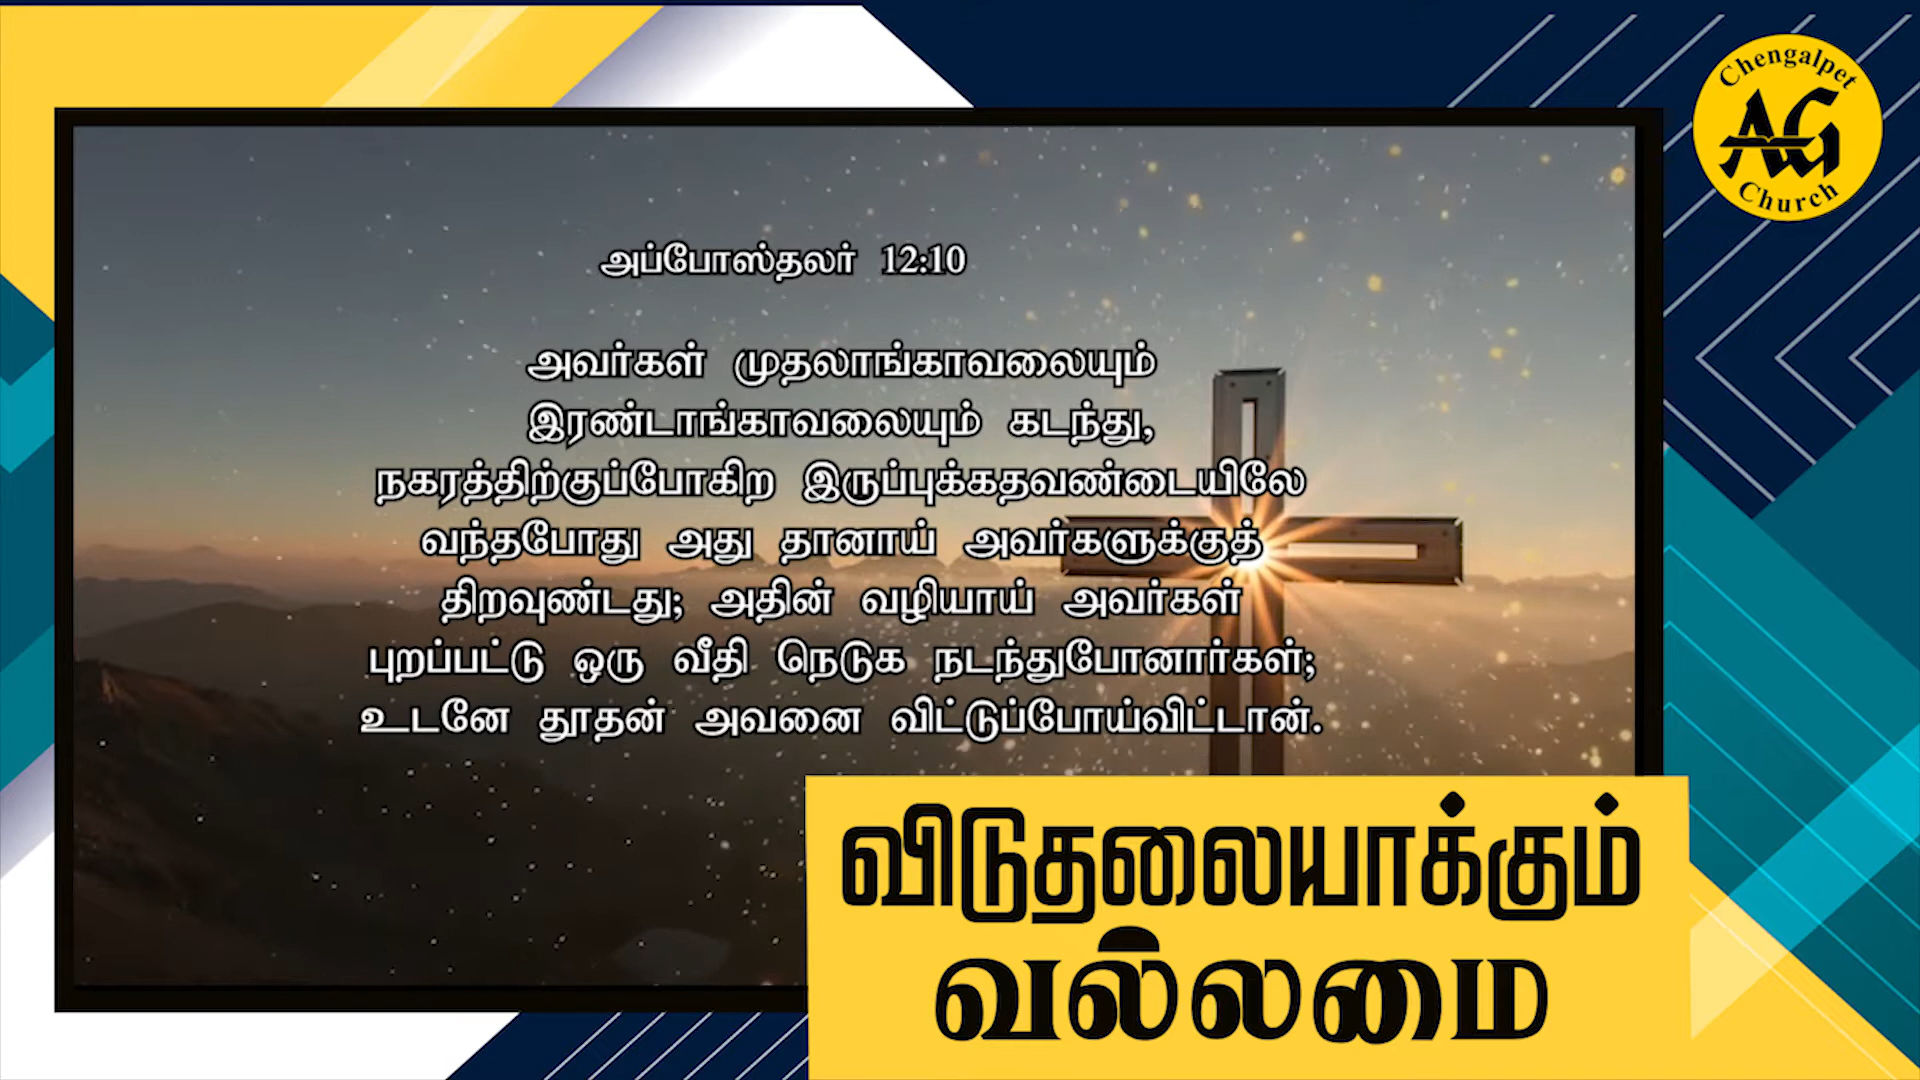 Chengalpet
AG
Church
அப்போஸ்தலர் 12:10
அவர்கள் முதலாங்காவலையும்
இரண்டாங்காவலையும் கடந்து,
நகரத்திற்குப்போகிற இருப்புக்கதவண்டையிலே
வந்தபோது அது தானாய் அவர்களுக்குத்
திறவுண்டது; அதின் வழியாய் அவர்கள்
புறப்பட்டு ஒரு வீதி நெடுக நடந்துபோனார்கள்;
உடனே தூதன் அவனை விட்டுப்போய்விட்டான்.
விடுதலையாக்கும்
வல்லமை